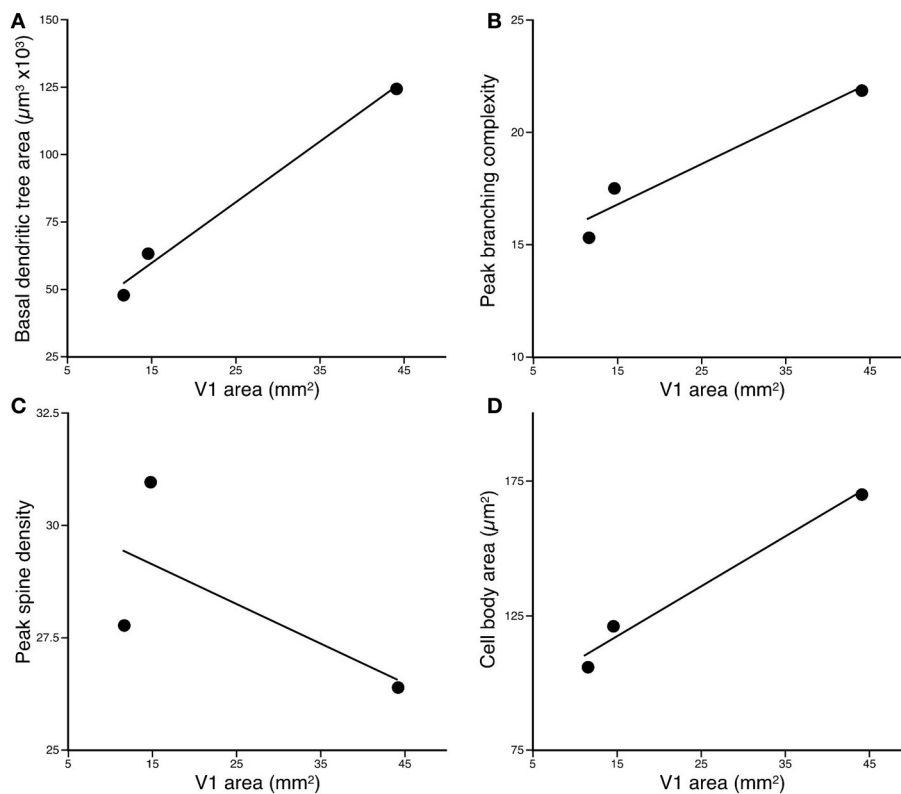 A
Basal dendritic tree area (µm³ x10³)
150
125
100
75
50
25
5 15 25 35 45
V1 area (mm²)
B
Peak branching complexity
25
20
15
10
5 15 25 35 45
V1 area (mm²)
C
Peak spine density
32.5
30
27.5
25
5 15 25 35 45
V1 area (mm²)
D
Cell body area (µm²)
175
125
75
5 15 25 35 45
V1 area (mm²)